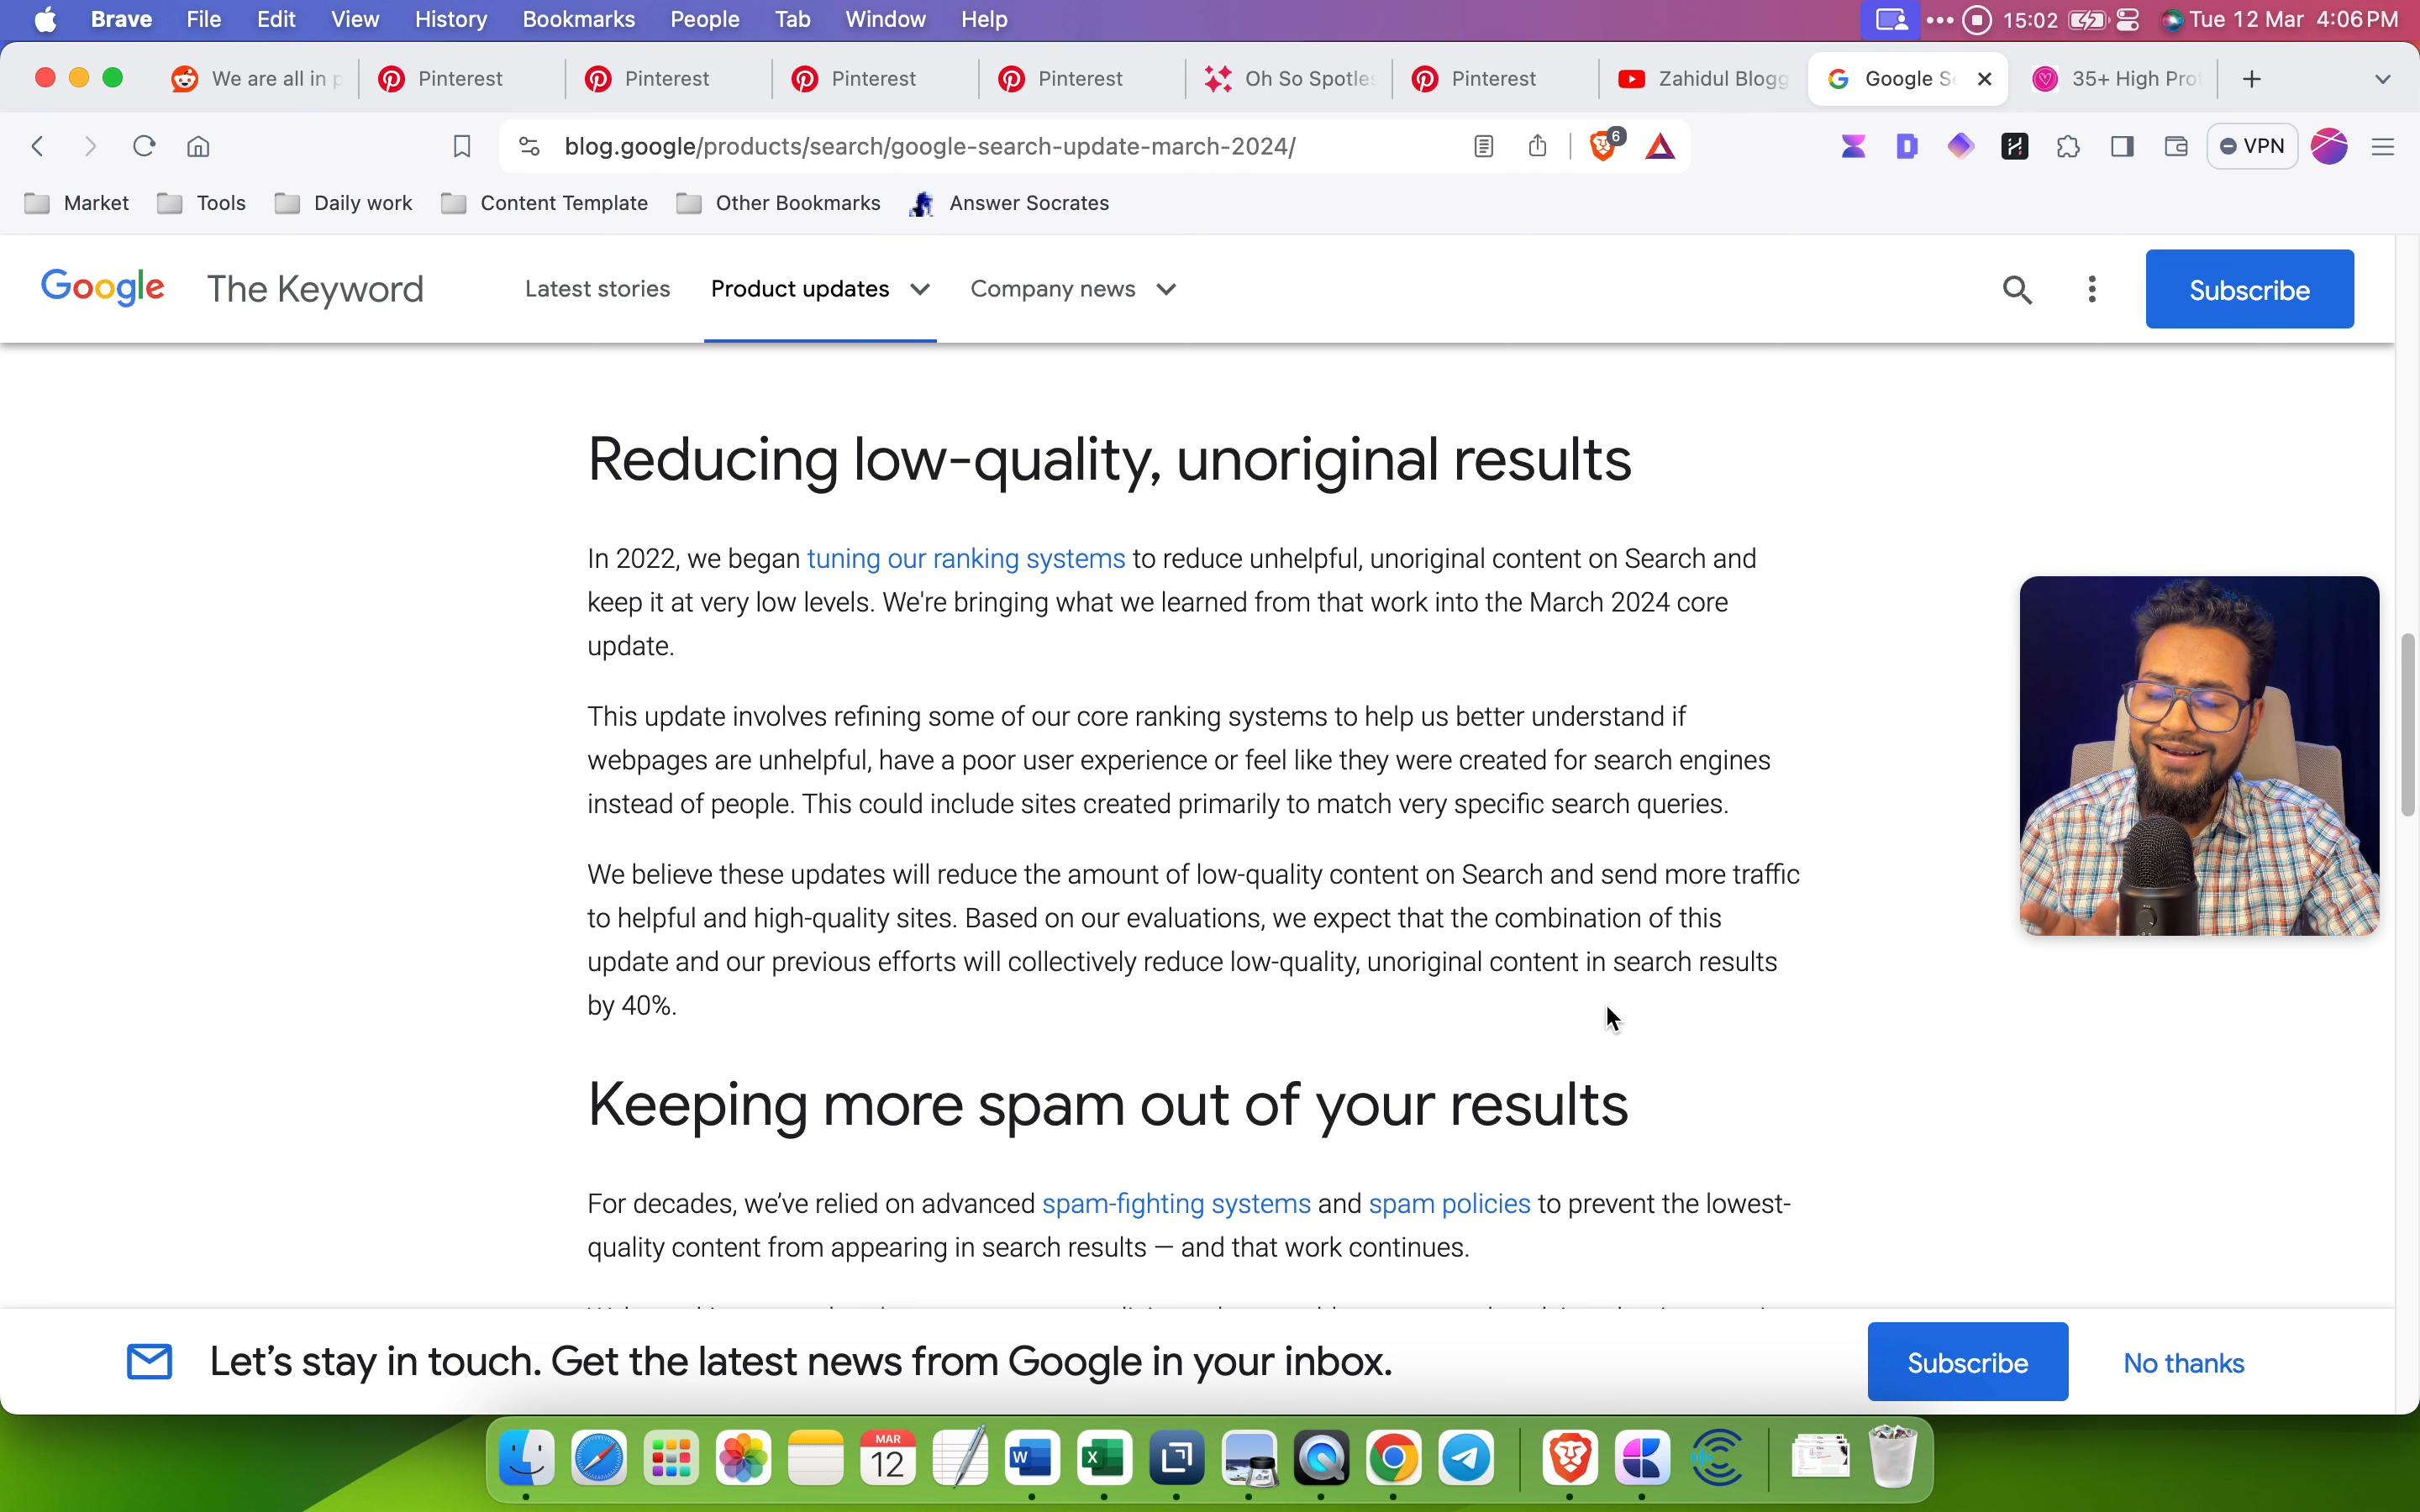 Brave File Edit View History Bookmarks People Tab Window Help 15:02 Tue 12 Mar 4:06 PM
We are all in p Pinterest Pinterest Pinterest Pinterest Oh So Spotles Pinterest Zahidul Blogg Google Se 35+ High Prot
blog.google/products/search/google-search-update-march-2024/ 6 VPN
Market Tools Daily work Content Template Other Bookmarks Answer Socrates
Google The Keyword Latest stories Product updates Company news Subscribe
Reducing low-quality, unoriginal results
In 2022, we began tuning our ranking systems to reduce unhelpful, unoriginal content on Search and
keep it at very low levels. We're bringing what we learned from that work into the March 2024 core
update.
This update involves refining some of our core ranking systems to help us better understand if
webpages are unhelpful, have a poor user experience or feel like they were created for search engines
instead of people. This could include sites created primarily to match very specific search queries.
We believe these updates will reduce the amount of low-quality content on Search and send more traffic
to helpful and high-quality sites. Based on our evaluations, we expect that the combination of this
update and our previous efforts will collectively reduce low-quality, unoriginal content in search results
by 40%.
Keeping more spam out of your results
For decades, we’ve relied on advanced spam-fighting systems and spam policies to prevent the lowest-
quality content from appearing in search results — and that work continues.
Let’s stay in touch. Get the latest news from Google in your inbox. Subscribe No thanks
MAR
12